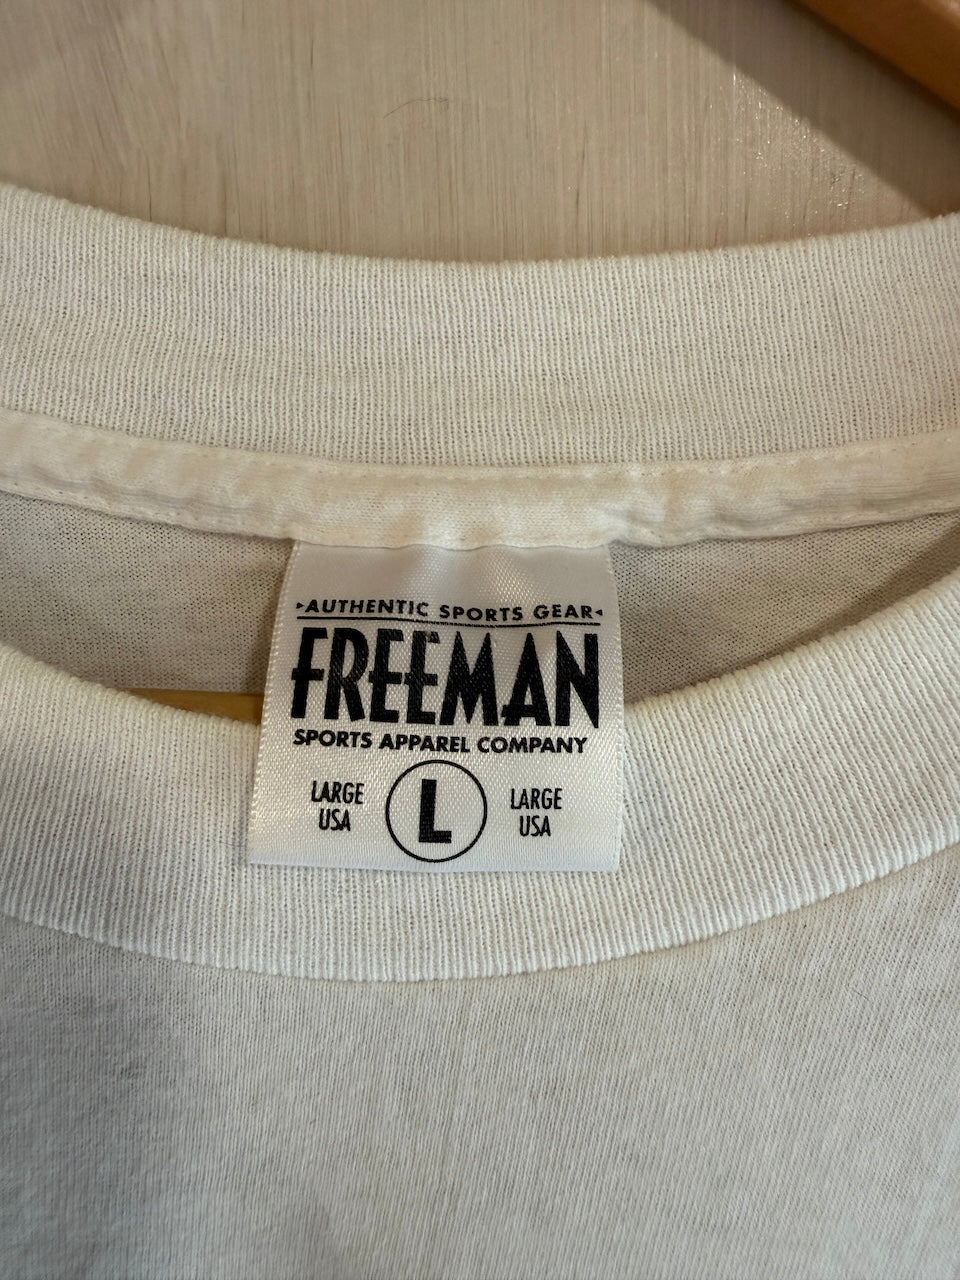 AUTHENTIC SPORTS GEAR
FREEMAN
SPORTS APPAREL COMPANY
LARGE USA
L
LARGE USA